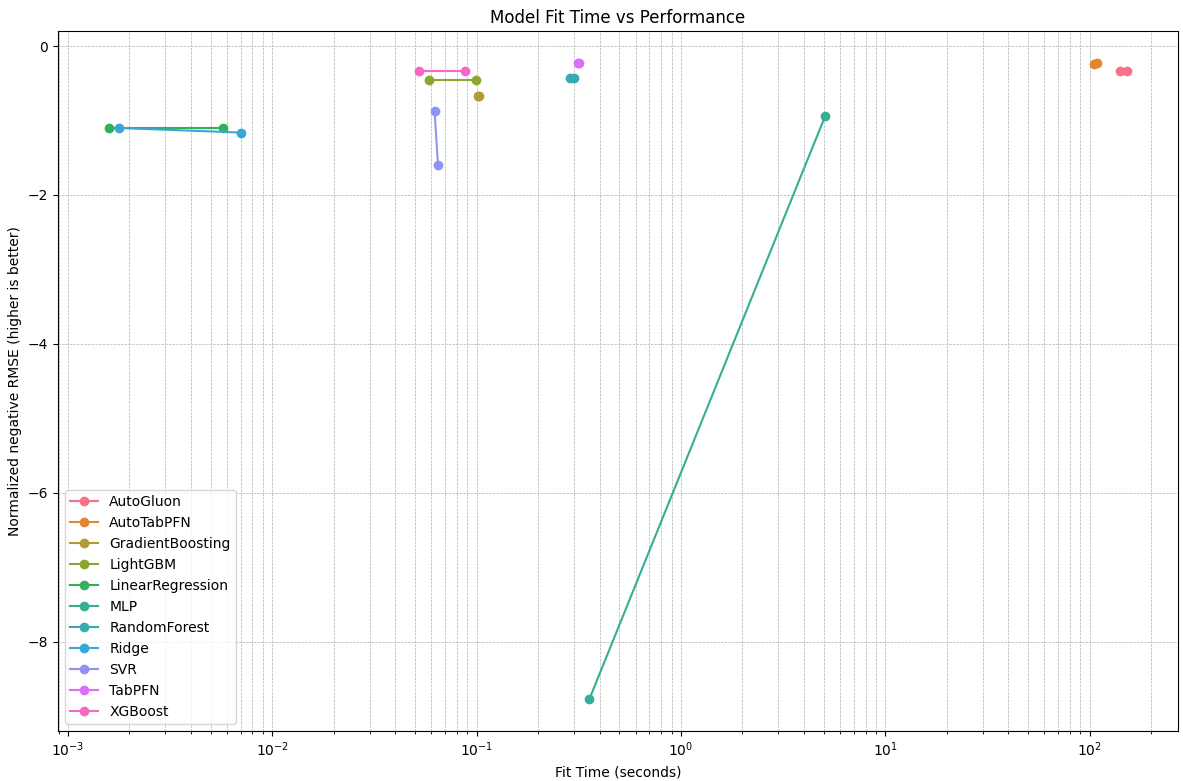 Model Fit Time vs Performance
Normalized negative RMSE (higher is better)
0
−2
−4
−6
−8
AutoGluon
AutoTabPFN
GradientBoosting
LightGBM
LinearRegression
MLP
RandomForest
Ridge
SVR
TabPFN
XGBoost
10⁻³ 10⁻² 10⁻¹ 10⁰ 10¹ 10²
Fit Time (seconds)